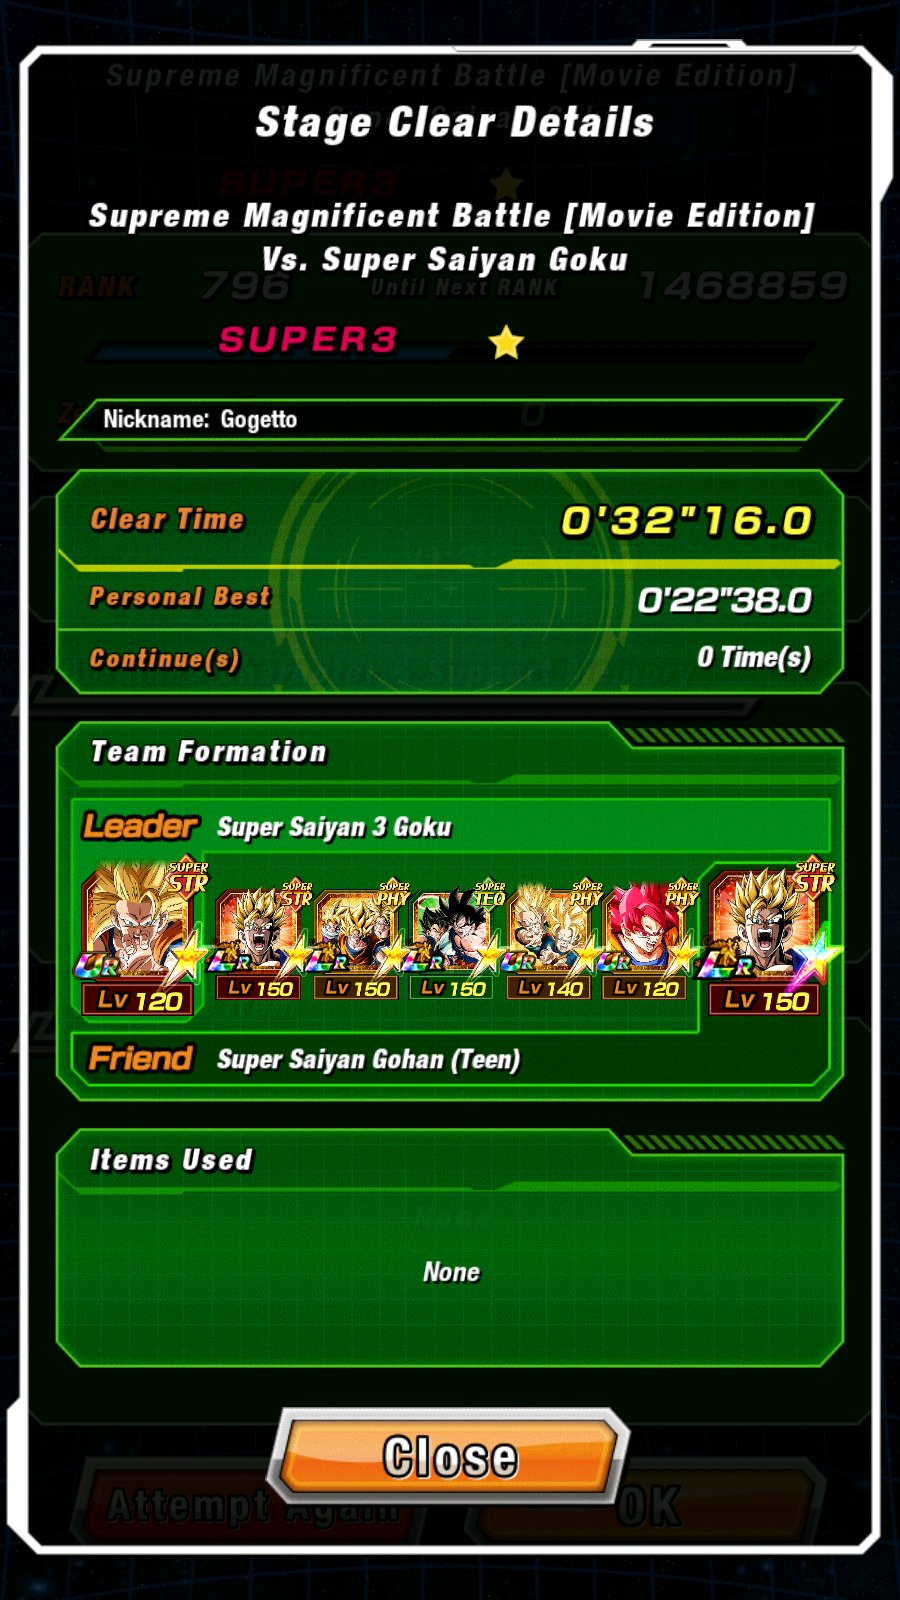 Supreme Magnificent Battle [Movie Edition]
Stage Clear Details
Supreme Magnificent Battle [Movie Edition]
Vs. Super Saiyan Goku
SUPER3
RANK 796 Until Next RANK 1468859
SUPER3
Nickname: Gogetto
0
Clear Time 0'32"16.0
Personal Best 0'22"38.0
Continue(s) 0 Time(s)
Team Formation
Leader Super Saiyan 3 Goku
SUPER STR SUPER STR SUPER PHY SUPER TEQ SUPER PHY SUPER PHY SUPER STR
UR LR LR LR UR UR LR
Lv 120 Lv 150 Lv 150 Lv 150 Lv 140 Lv 120 Lv 150
Friend Super Saiyan Gohan (Teen)
Items Used
None
None
Close
Attempt Again OK